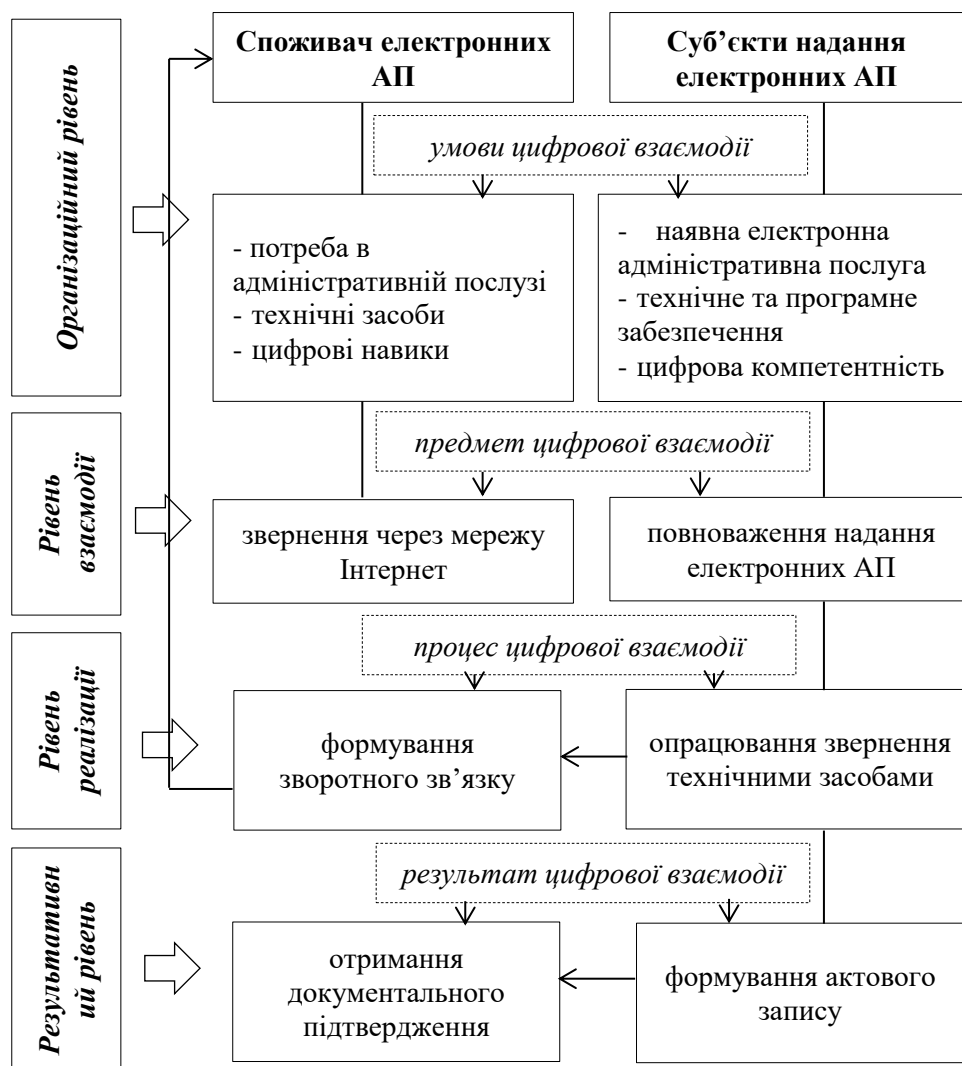 Організаційний рівень
Споживач електронних
АП
Суб’єкти надання
електронних АП
умови цифрової взаємодії
- потреба в
адміністративній послузі
- технічні засоби
- цифрові навики
- наявна електронна
адміністративна послуга
- технічне та програмне
забезпечення
- цифрова компетентність
Рівень
взаємодії
предмет цифрової взаємодії
звернення через мережу
Інтернет
повноваження надання
електронних АП
Рівень
реалізації
процес цифрової взаємодії
формування
зворотного зв’язку
опрацювання звернення
технічними засобами
Результативн
ий рівень
результат цифрової взаємодії
отримання
документального
підтвердження
формування актового
запису